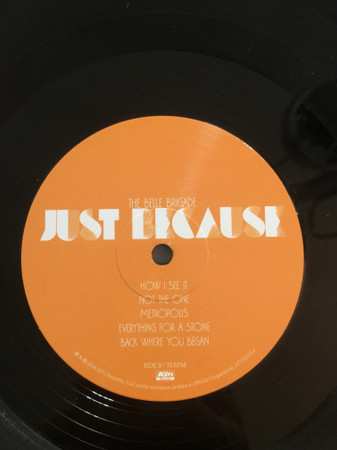 THE BELLE BRIGADE
JUST BECAUSE
HOW I SEE IT
NOT THE ONE
METROPOLIS
EVERYTHING FOR A STONE
BACK WHERE YOU BEGAN
ATO